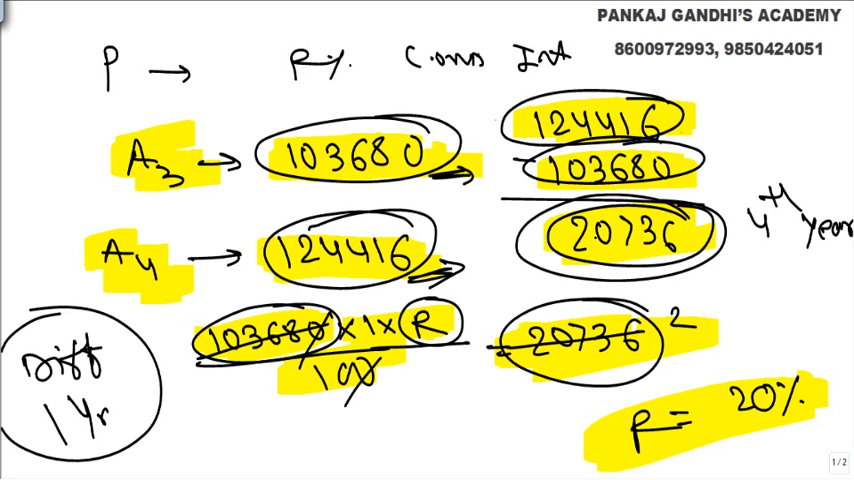 PANKAJ GANDHI'S ACADEMY
8600972993, 9850424051
P → R%. Comp Int
A3 → 103680
124416
- 103680
20736
4th year
A4 → 124416
103680 × 1 × R
100
= 20736 2
Diff
1 Yr
R = 20%
1 / 2